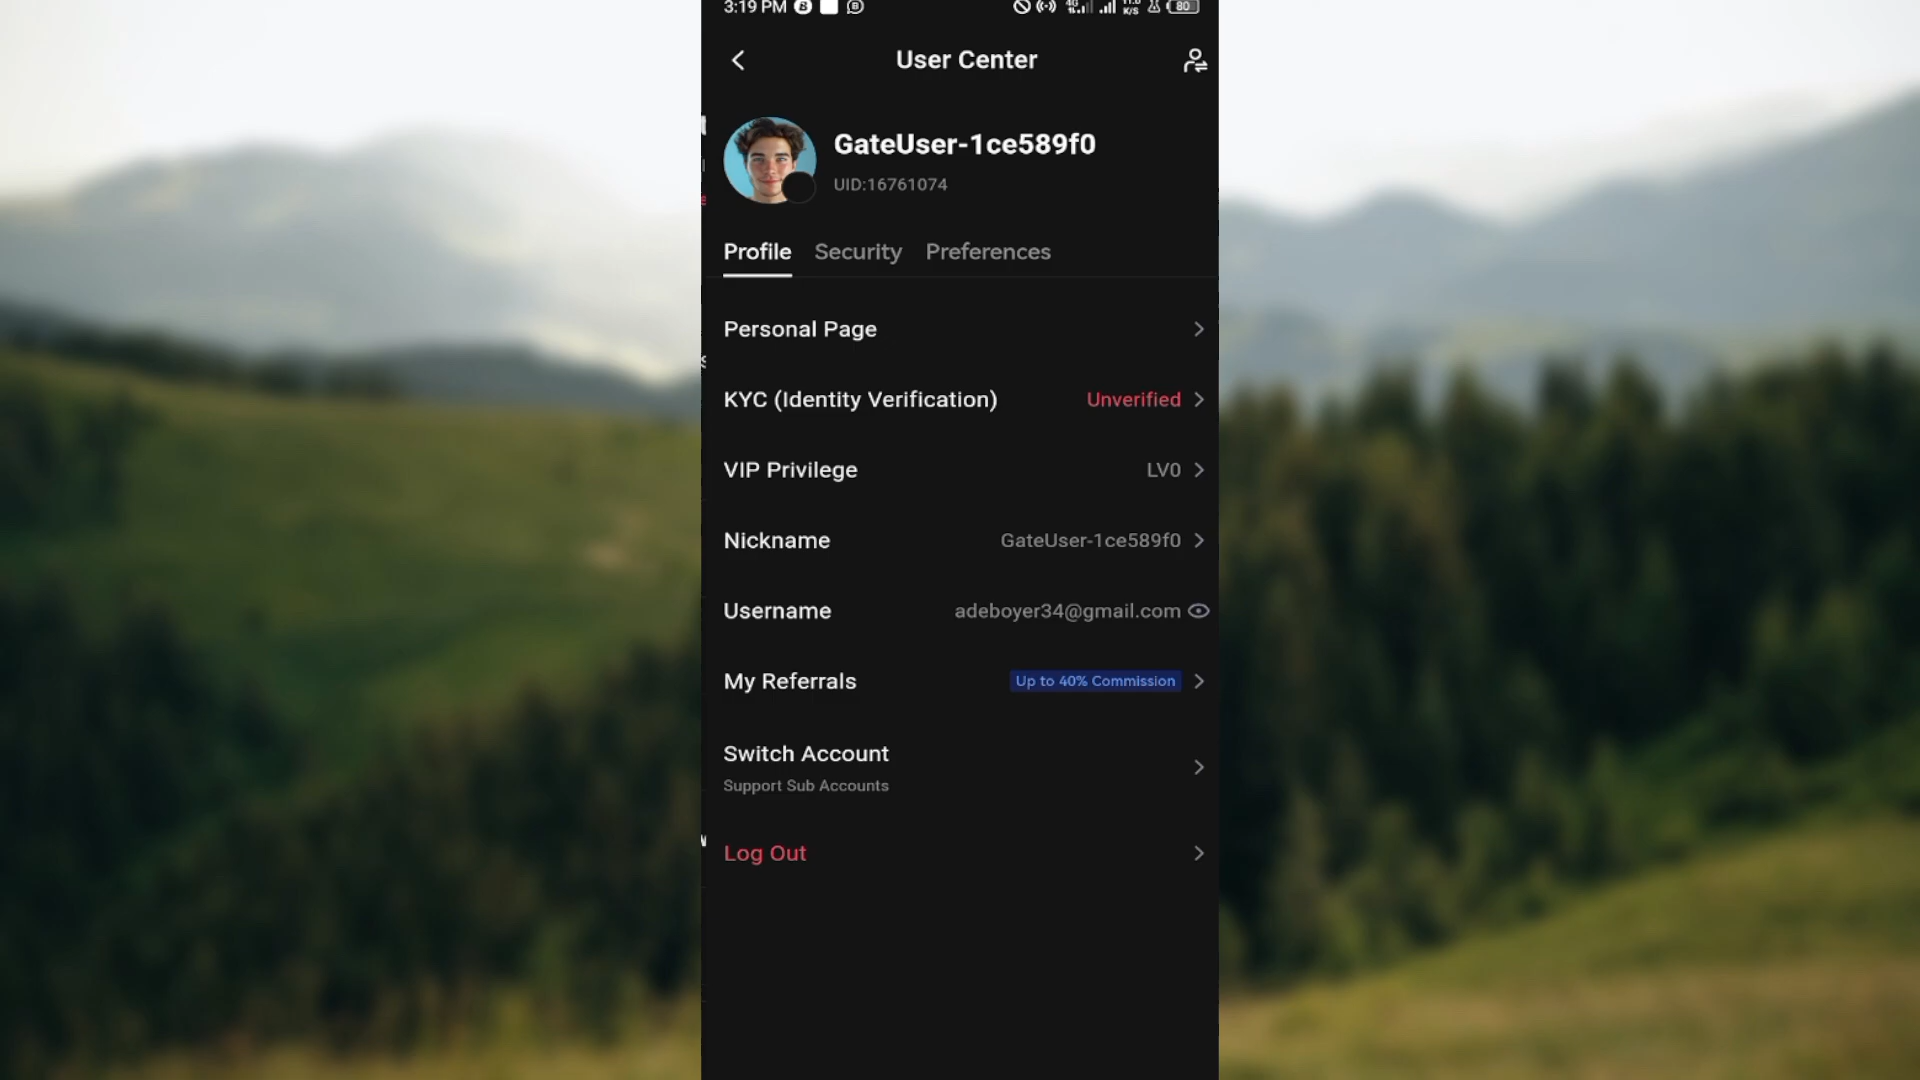 3:19 PM
4G
K/S
80
User Center
GateUser-1ce589f0
UID:16761074
Profile Security Preferences
Personal Page
KYC (Identity Verification) Unverified
VIP Privilege LV0
Nickname GateUser-1ce589f0
Username adeboyer34@gmail.com
My Referrals Up to 40% Commission
Switch Account
Support Sub Accounts
Log Out